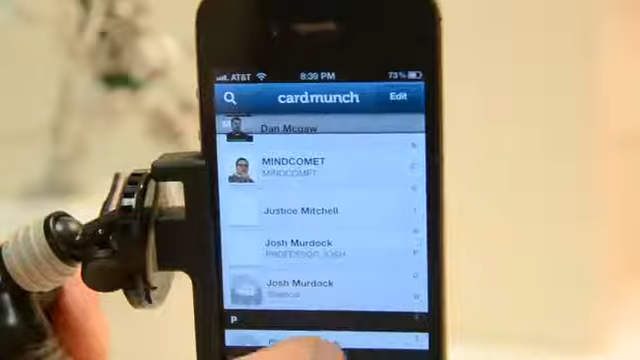 AT&T 8:39 PM 73%
cardmunch Edit
Dan Mcgaw
MINDCOMET
MINDCOMET
Justice Mitchell
Josh Murdock
PROFESSOR JOSH
Josh Murdock
P